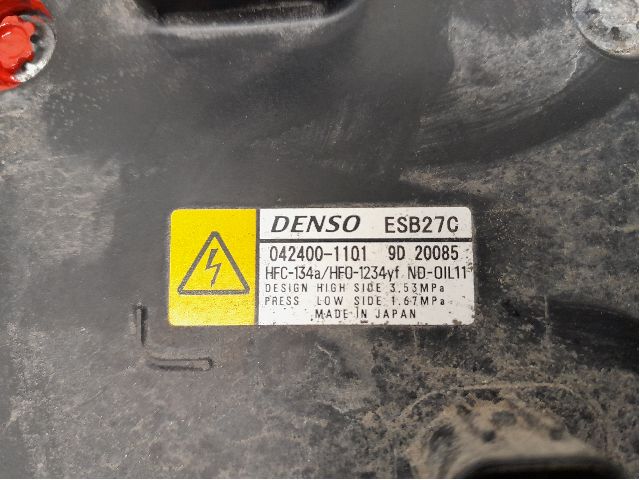 DENSO ESB27C
042400-1101 9D 20085
HFC-134a/HFO-1234yf ND-OIL11
DESIGN HIGH SIDE 3.53MPa
PRESS LOW SIDE 1.67MPa
MADE IN JAPAN